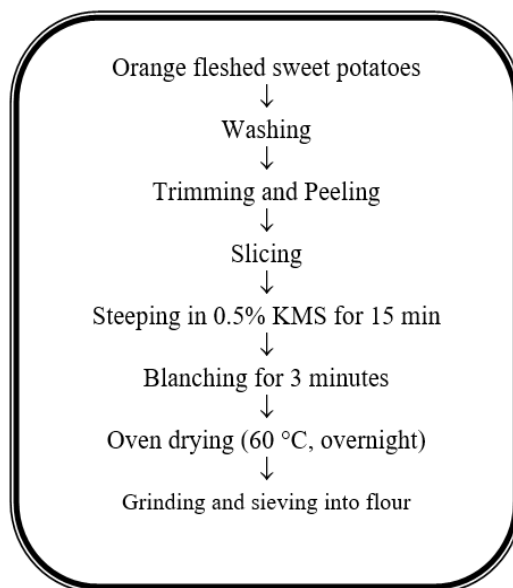 Orange fleshed sweet potatoes
↓
Washing
↓
Trimming and Peeling
↓
Slicing
↓
Steeping in 0.5% KMS for 15 min
↓
Blanching for 3 minutes
↓
Oven drying (60 °C, overnight)
↓
Grinding and sieving into flour